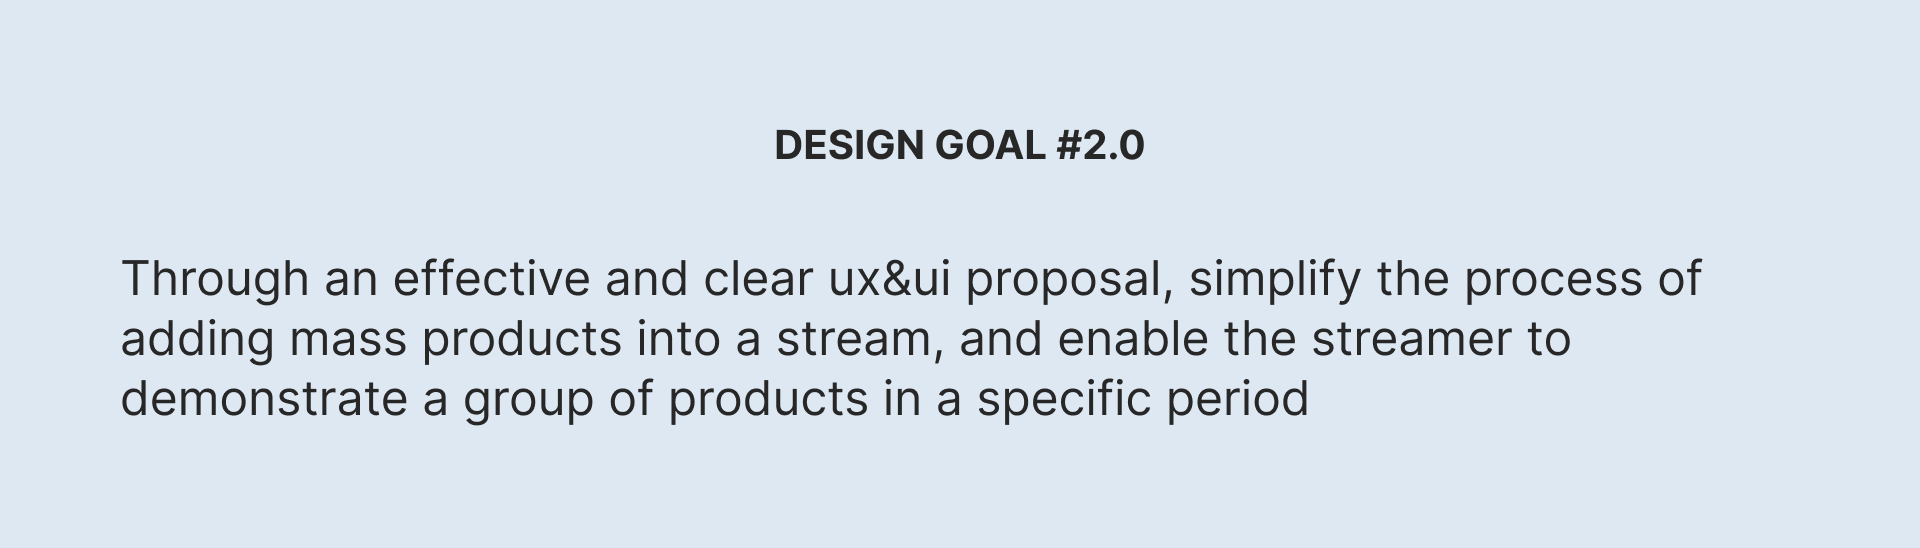 DESIGN GOAL #2.0
Through an effective and clear ux&ui proposal, simplify the process of
adding mass products into a stream, and enable the streamer to
demonstrate a group of products in a specific period